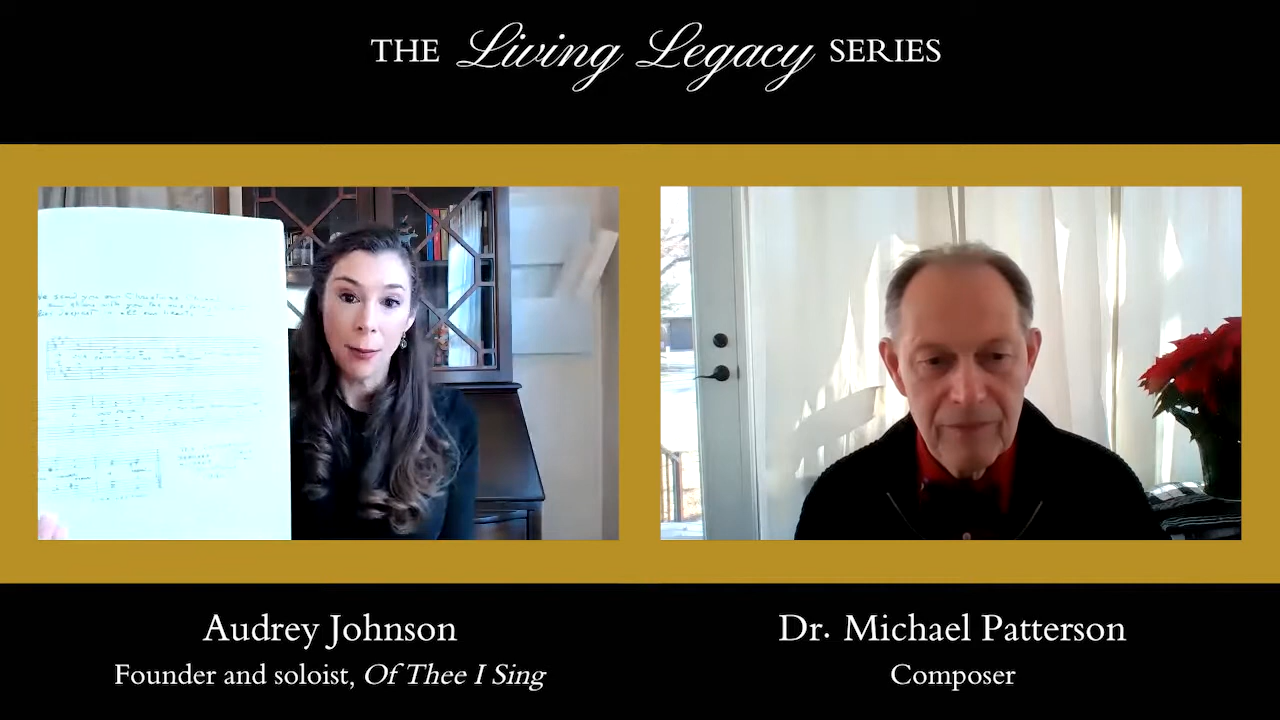 THE Living Legacy SERIES
Audrey Johnson
Dr. Michael Patterson
Founder and soloist, Of Thee I Sing
Composer